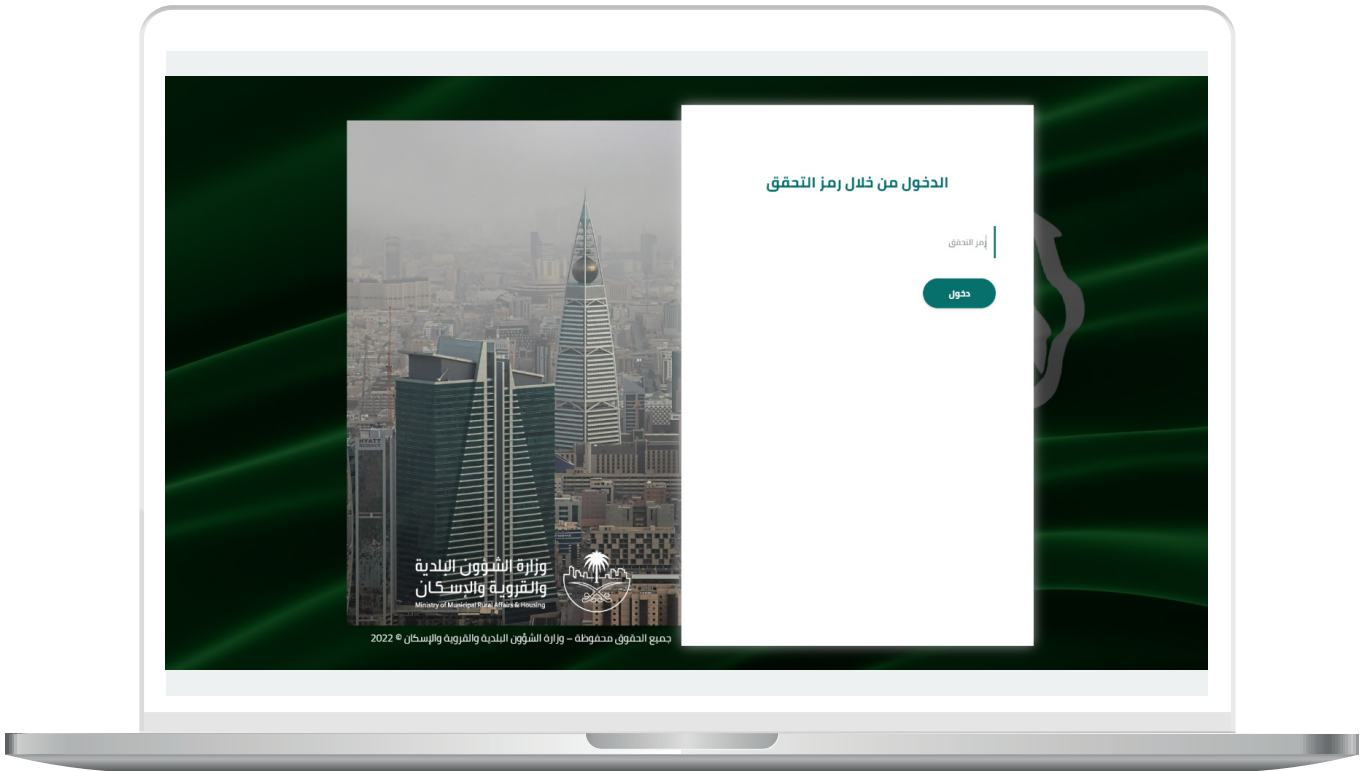 الدخول من خلال رمز التحقق
رمز التحقق
دخول
HYATT
وزارة الشؤون البلدية
والقروية والإسكان
Ministry of Municipal Rural Affairs & Housing
جميع الحقوق محفوظة – وزارة الشؤون البلدية والقروية والإسكان © 2022